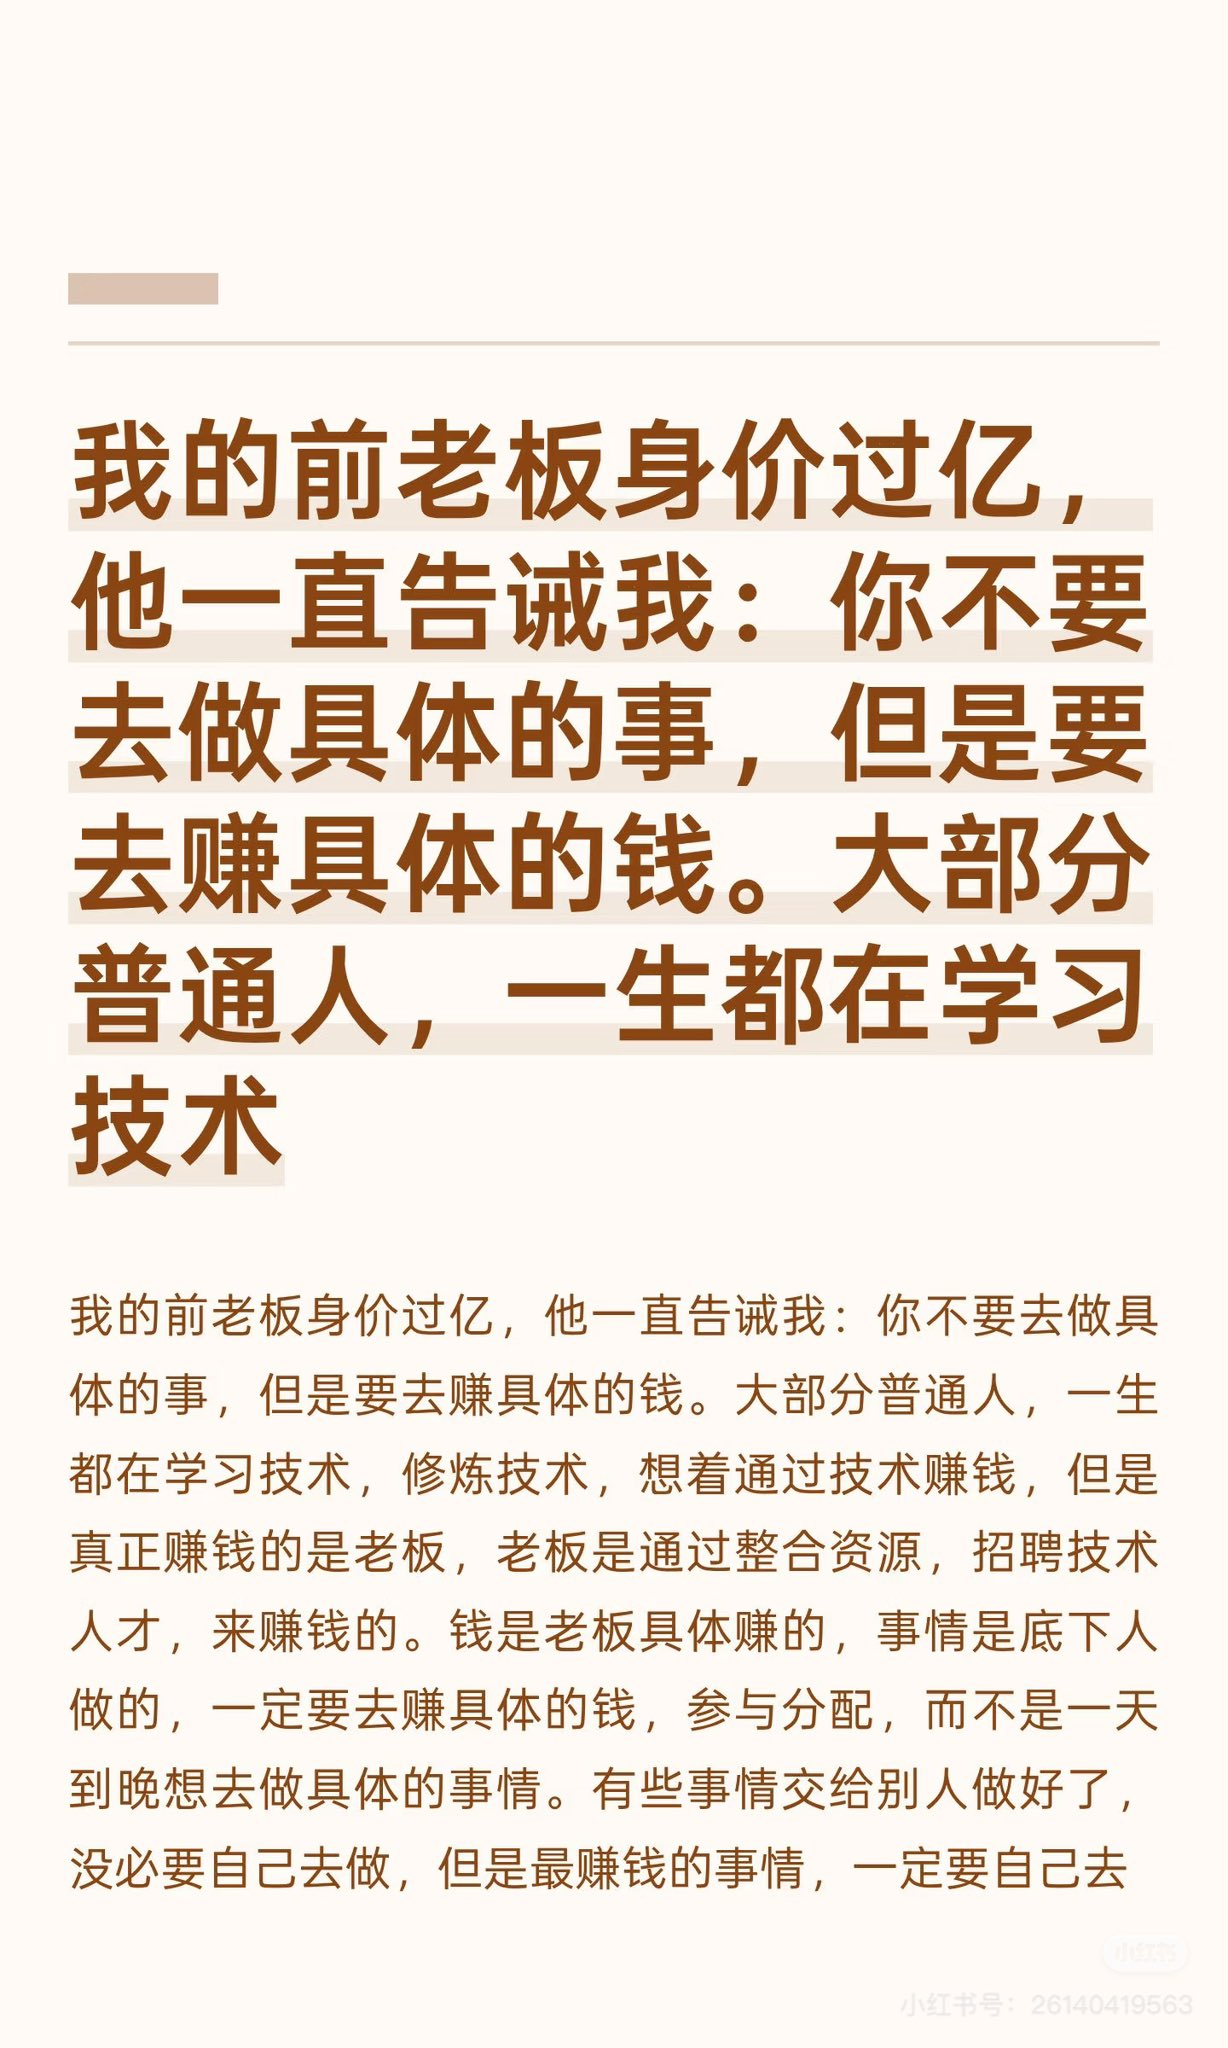 我的前老板身价过亿，
他一直告诫我：你不要
去做具体的事，但是要
去赚具体的钱。大部分
普通人，一生都在学习
技术
我的前老板身价过亿，他一直告诫我：你不要去做具
体的事，但是要去赚具体的钱。大部分普通人，一生
都在学习技术，修炼技术，想着通过技术赚钱，但是
真正赚钱的是老板，老板是通过整合资源，招聘技术
人才，来赚钱的。钱是老板具体赚的，事情是底下人
做的，一定要去赚具体的钱，参与分配，而不是一天
到晚想去做具体的事情。有些事情交给别人做好了，
没必要自己去做，但是最赚钱的事情，一定要自己去
小红书
小红书号：26140419563